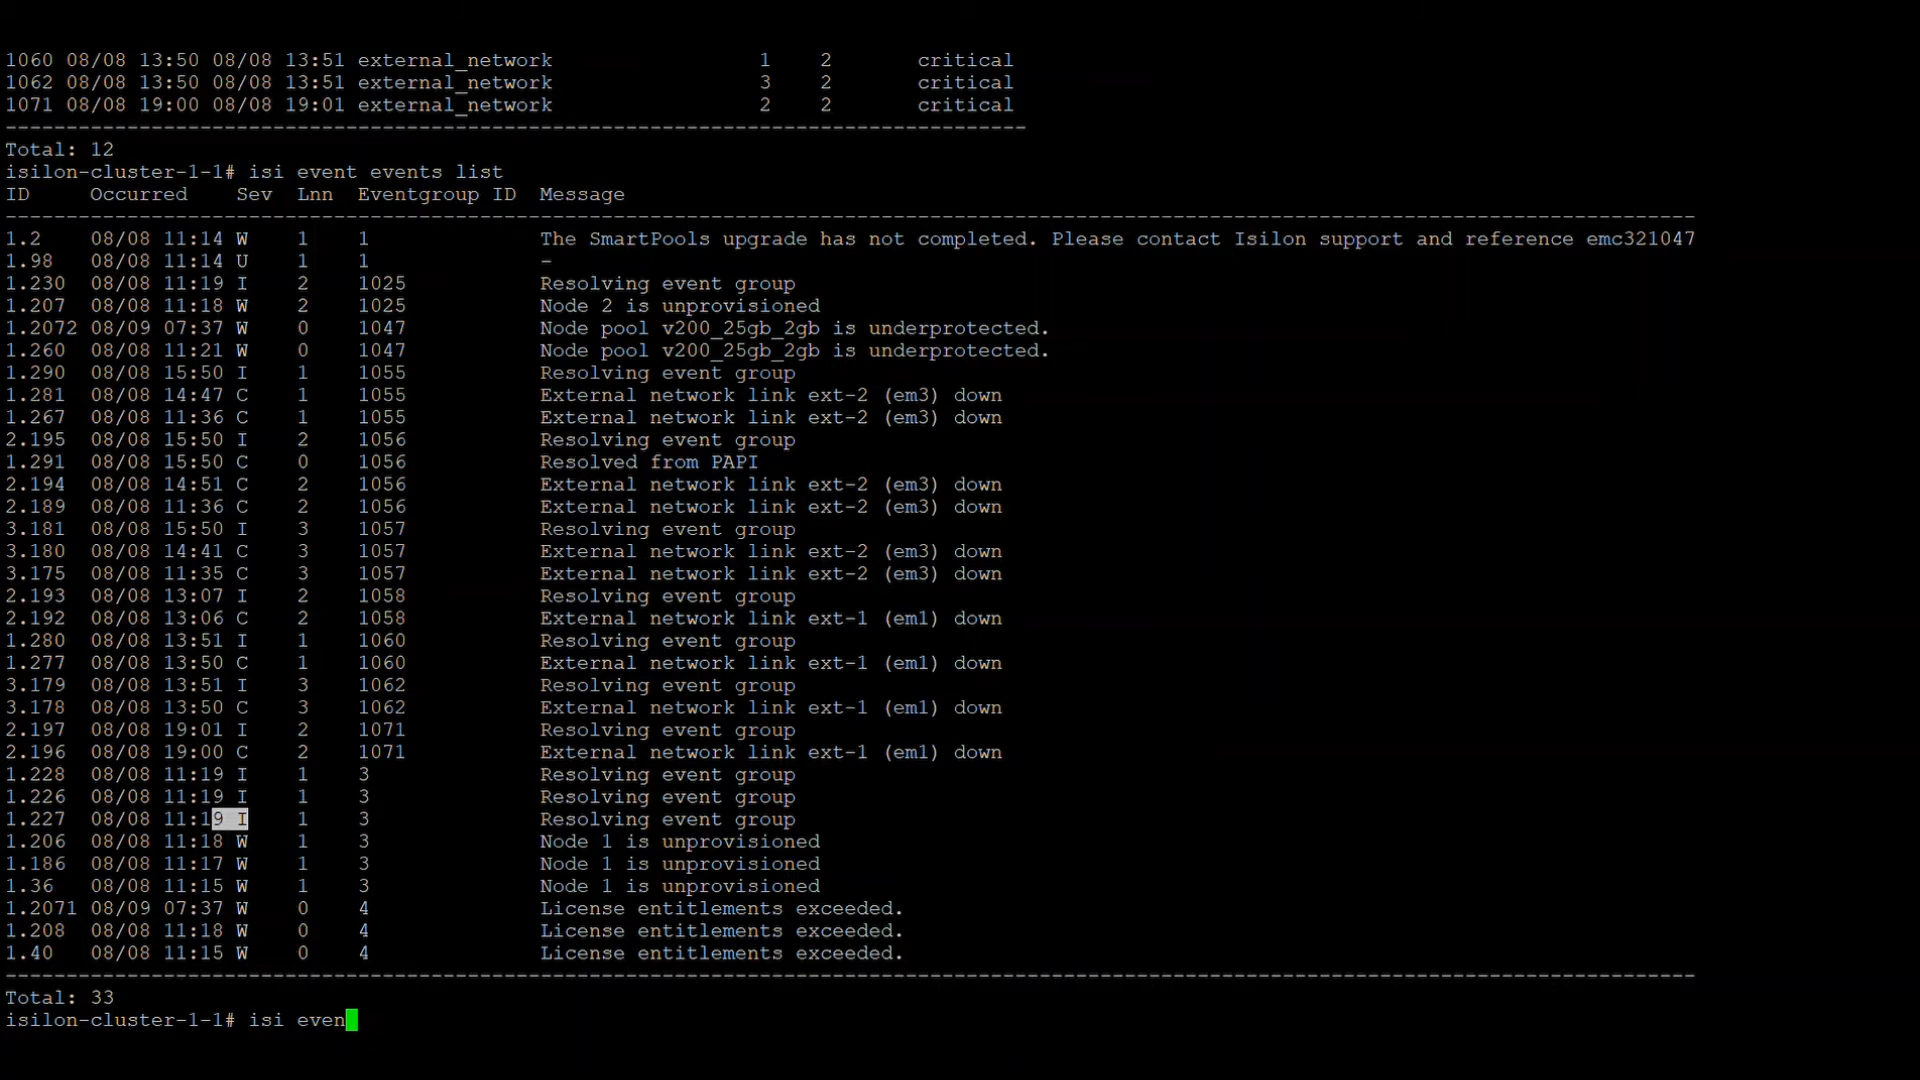 1060 08/08 13:50 08/08 13:51 external_network 1 2 critical
1062 08/08 13:50 08/08 13:51 external_network 3 2 critical
1071 08/08 19:00 08/08 19:01 external_network 2 2 critical
------------------------------------------------------------------------------------
Total: 12
isilon-cluster-1-1# isi event events list
ID Occurred Sev Lnn Eventgroup ID Message
-------------------------------------------------------------------------------------------------------------------------------------------
1.2 08/08 11:14 W 1 1 The SmartPools upgrade has not completed. Please contact Isilon support and reference emc321047
1.98 08/08 11:14 U 1 1 -
1.230 08/08 11:19 I 2 1025 Resolving event group
1.207 08/08 11:18 W 2 1025 Node 2 is unprovisioned
1.2072 08/09 07:37 W 0 1047 Node pool v200_25gb_2gb is underprotected.
1.260 08/08 11:21 W 0 1047 Node pool v200_25gb_2gb is underprotected.
1.290 08/08 15:50 I 1 1055 Resolving event group
1.281 08/08 14:47 C 1 1055 External network link ext-2 (em3) down
1.267 08/08 11:36 C 1 1055 External network link ext-2 (em3) down
2.195 08/08 15:50 I 2 1056 Resolving event group
1.291 08/08 15:50 C 0 1056 Resolved from PAPI
2.194 08/08 14:51 C 2 1056 External network link ext-2 (em3) down
2.189 08/08 11:36 C 2 1056 External network link ext-2 (em3) down
3.181 08/08 15:50 I 3 1057 Resolving event group
3.180 08/08 14:41 C 3 1057 External network link ext-2 (em3) down
3.175 08/08 11:35 C 3 1057 External network link ext-2 (em3) down
2.193 08/08 13:07 I 2 1058 Resolving event group
2.192 08/08 13:06 C 2 1058 External network link ext-1 (em1) down
1.280 08/08 13:51 I 1 1060 Resolving event group
1.277 08/08 13:50 C 1 1060 External network link ext-1 (em1) down
3.179 08/08 13:51 I 3 1062 Resolving event group
3.178 08/08 13:50 C 3 1062 External network link ext-1 (em1) down
2.197 08/08 19:01 I 2 1071 Resolving event group
2.196 08/08 19:00 C 2 1071 External network link ext-1 (em1) down
1.228 08/08 11:19 I 1 3 Resolving event group
1.226 08/08 11:19 I 1 3 Resolving event group
1.227 08/08 11:19 I 1 3 Resolving event group
1.206 08/08 11:18 W 1 3 Node 1 is unprovisioned
1.186 08/08 11:17 W 1 3 Node 1 is unprovisioned
1.36 08/08 11:15 W 1 3 Node 1 is unprovisioned
1.2071 08/09 07:37 W 0 4 License entitlements exceeded.
1.208 08/08 11:18 W 0 4 License entitlements exceeded.
1.40 08/08 11:15 W 0 4 License entitlements exceeded.
-------------------------------------------------------------------------------------------------------------------------------------------
Total: 33
isilon-cluster-1-1# isi even